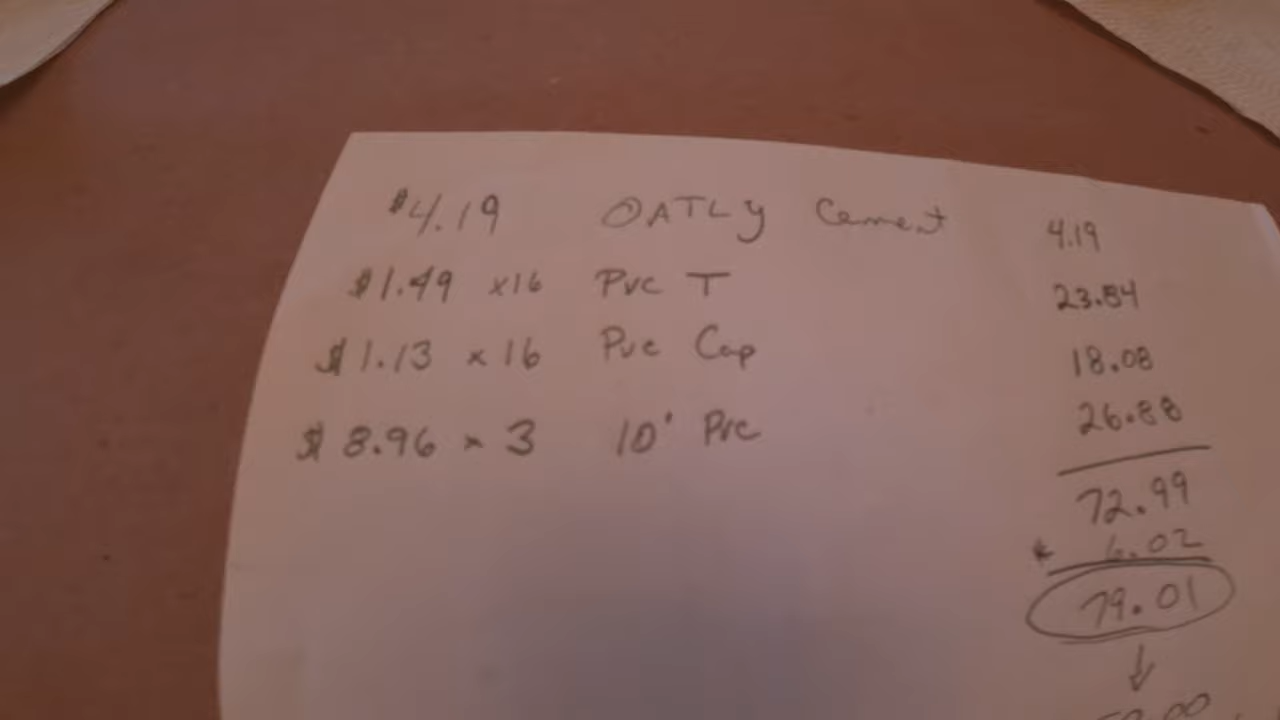 $4.19 OATLy Cement 4.19
$1.49 x16 PVC T 23.84
$1.13 x 16 PVC Cap 18.08
$8.96 x 3 10' PVC 26.88
72.99
6.02
79.01